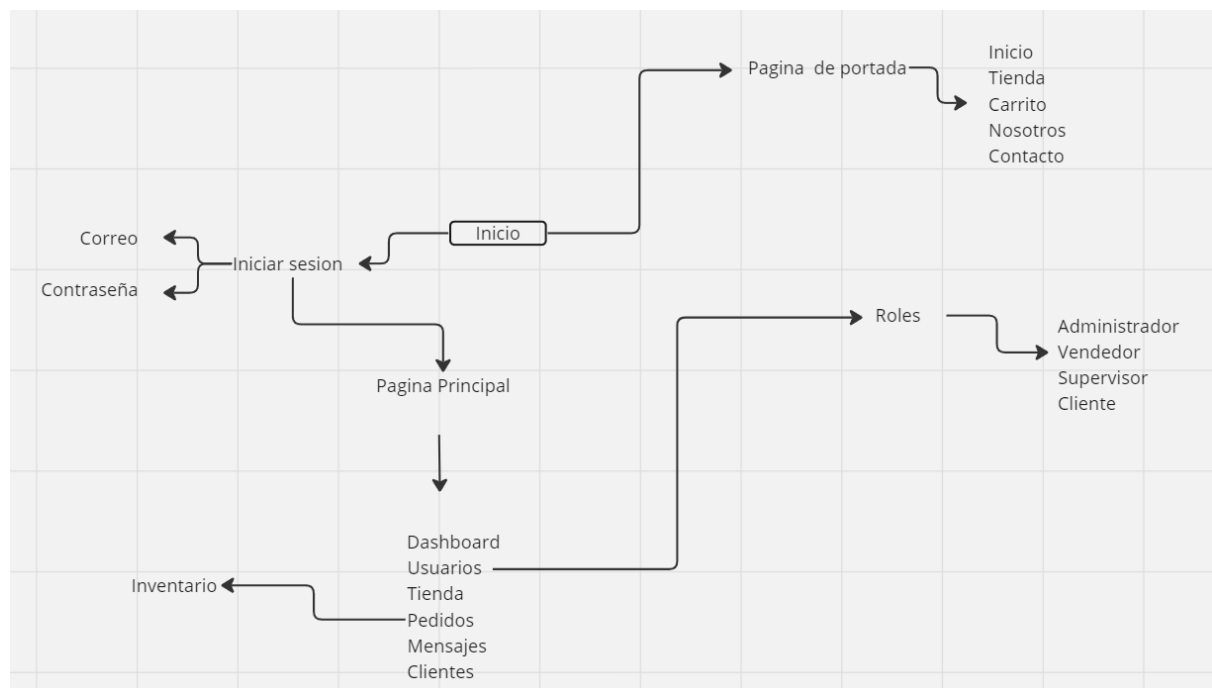 Pagina de portada
Inicio
Tienda
Carrito
Nosotros
Contacto
Inicio
Correo
Iniciar sesion
Contraseña
Roles
Administrador
Vendedor
Supervisor
Cliente
Pagina Principal
Dashboard
Usuarios
Tienda
Pedidos
Mensajes
Clientes
Inventario